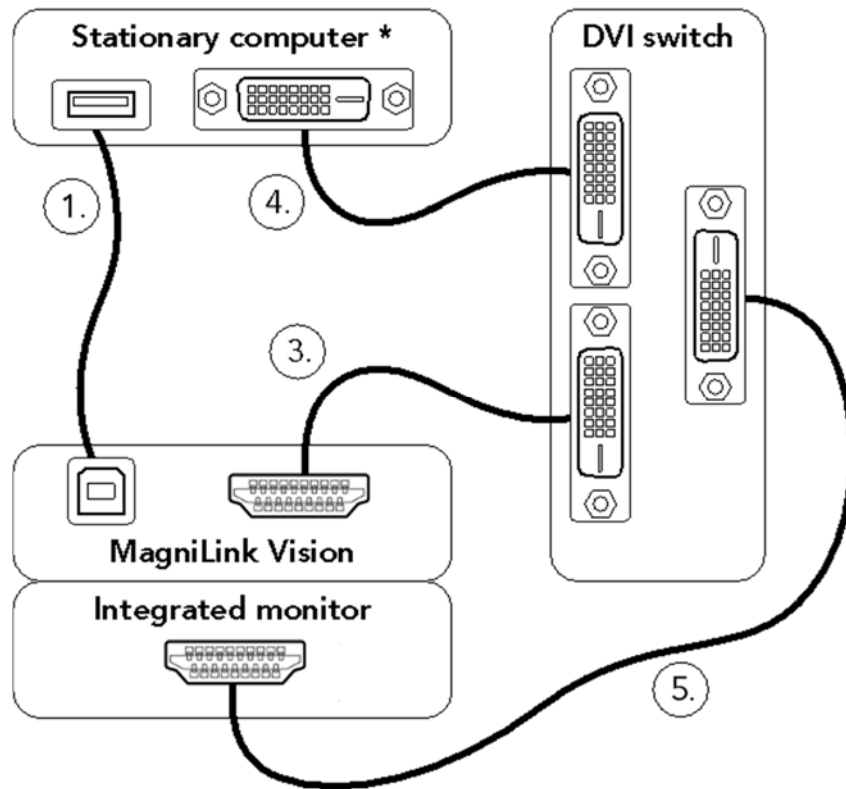 Stationary computer *
DVI switch
1.
4.
3.
MagniLink Vision
Integrated monitor
5.